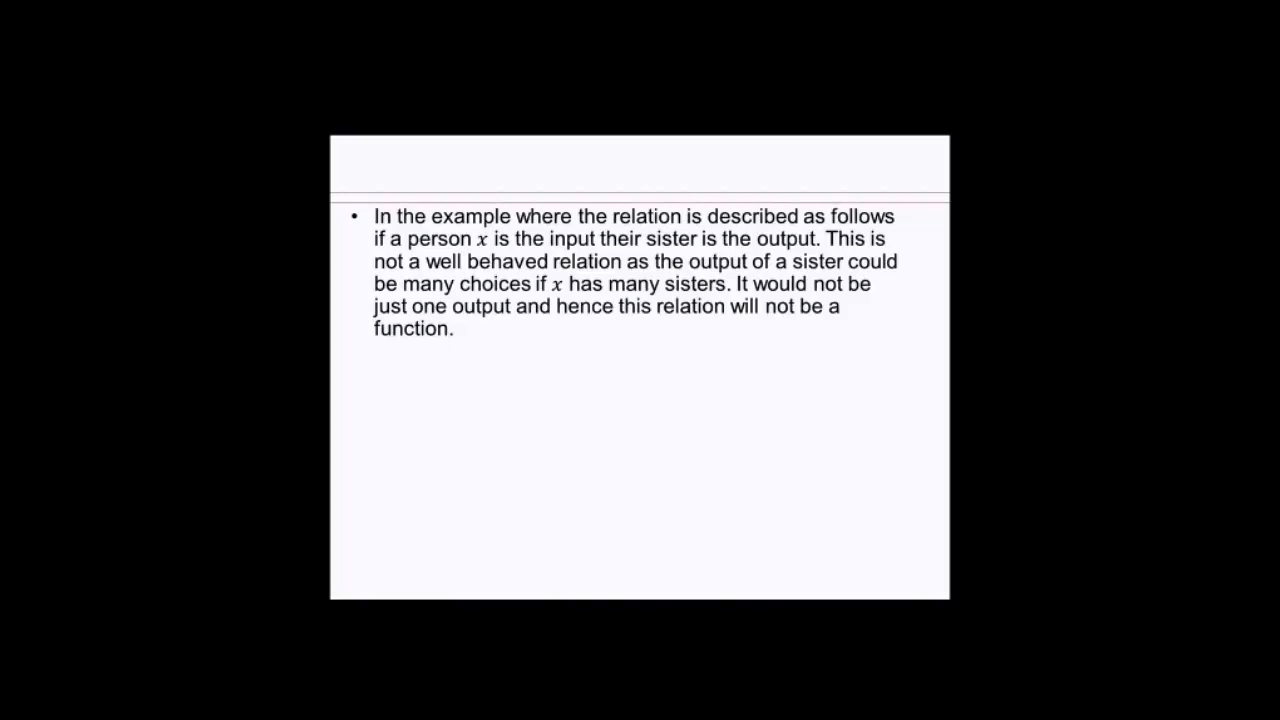 • In the example where the relation is described as follows
if a person x is the input their sister is the output. This is
not a well behaved relation as the output of a sister could
be many choices if x has many sisters. It would not be
just one output and hence this relation will not be a
function.